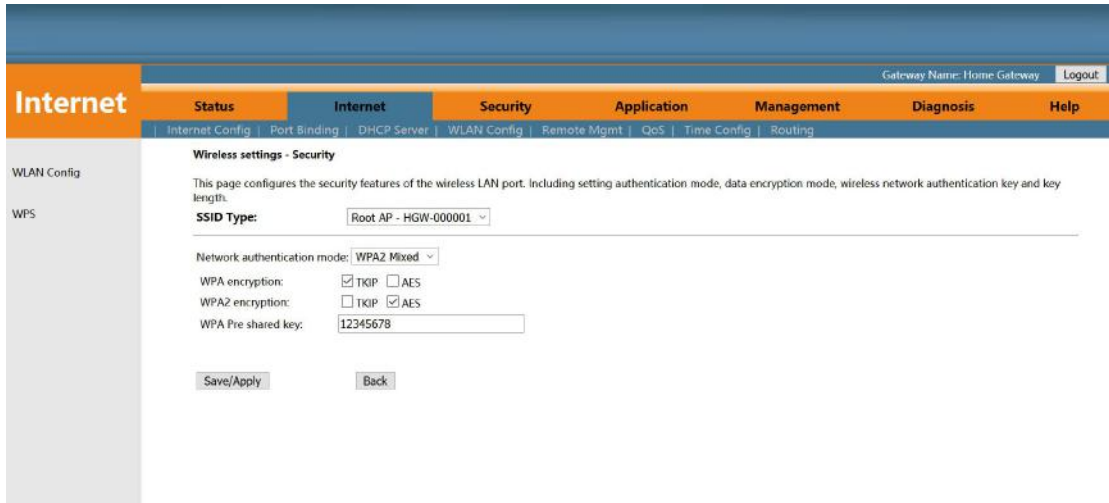 Gateway Name: Home Gateway Logout
Internet
Status Internet Security Application Management Diagnosis Help
| Internet Config | Port Binding | DHCP Server | WLAN Config | Remote Mgmt | QoS | Time Config | Routing
WLAN Config
WPS
Wireless settings - Security
This page configures the security features of the wireless LAN port. Including setting authentication mode, data encryption mode, wireless network authentication key and key
length.
SSID Type: Root AP - HGW-000001
Network authentication mode: WPA2 Mixed
WPA encryption: TKIP AES
WPA2 encryption: TKIP AES
WPA Pre shared key: 12345678
Save/Apply Back